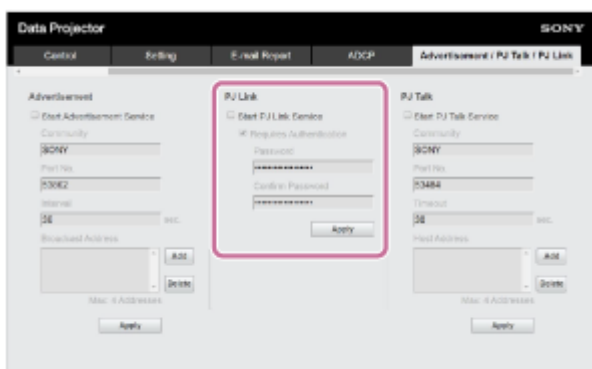 Data Projector
SONY
Control
Setting
E-mail Report
ADCP
Advertisement / PJ Talk / PJ Link
Advertisement
Start Advertisement Service
Community
SONY
Port No.
53862
Interval
30
sec.
Broadcast Address
Add
Delete
Max. 4 Addresses
Apply
PJ Link
Start PJ Link Service
Requires Authentication
Password
Confirm Password
Apply
PJ Talk
Start PJ Talk Service
Community
SONY
Port No.
53484
Timeout
30
sec.
Host Address
Add
Delete
Max. 4 Addresses
Apply